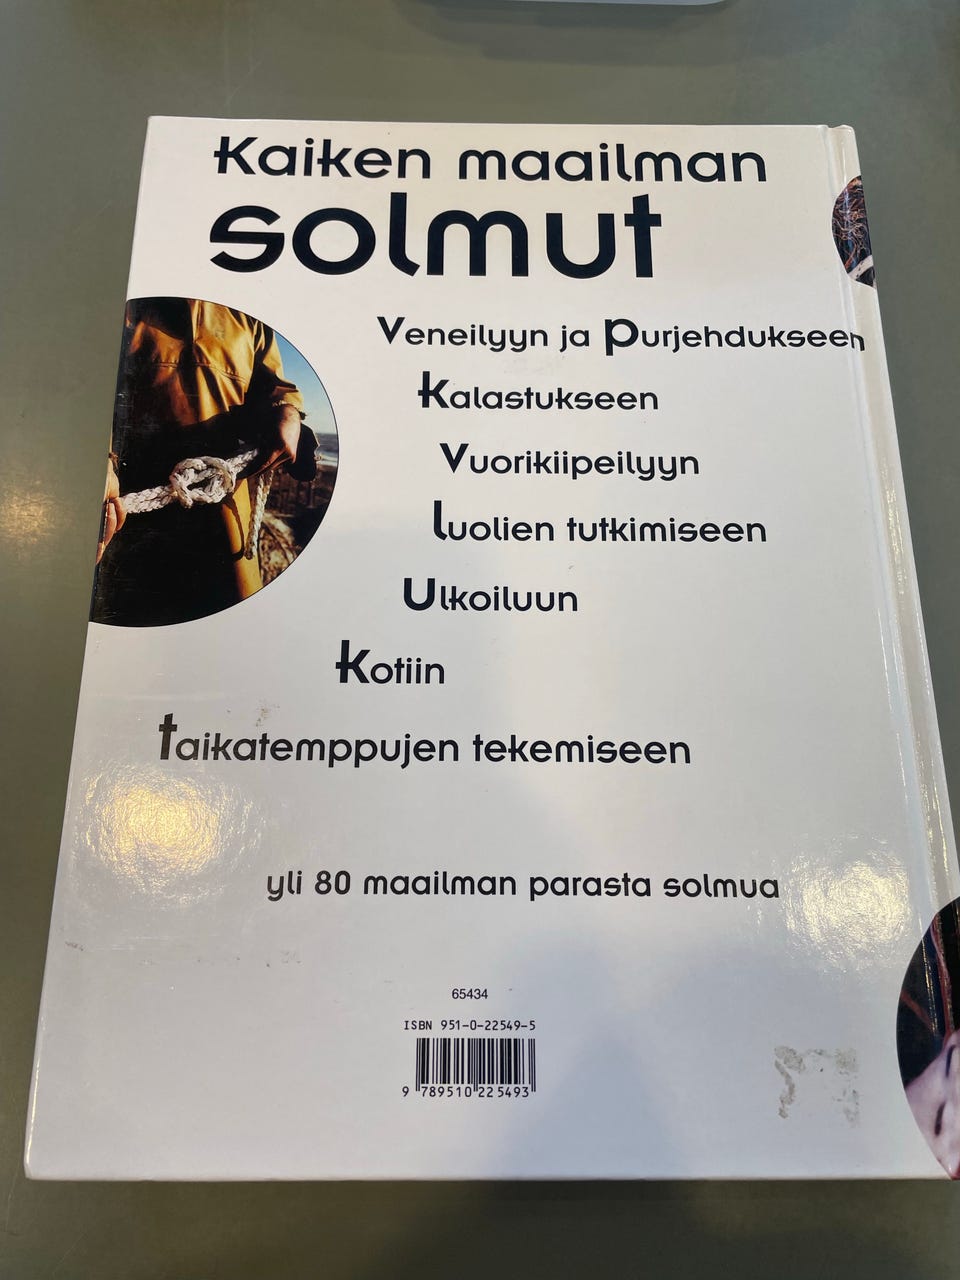 Kaiken maailman
solmut
Veneilyyn ja Purjehdukseen
Kalastukseen
Vuorikiipeilyyn
Luolien tutkimiseen
Ulkoiluun
Kotiin
taikatemppujen tekemiseen
yli 80 maailman parasta solmua
65434
ISBN 951-0-22549-5
9 789510 225493